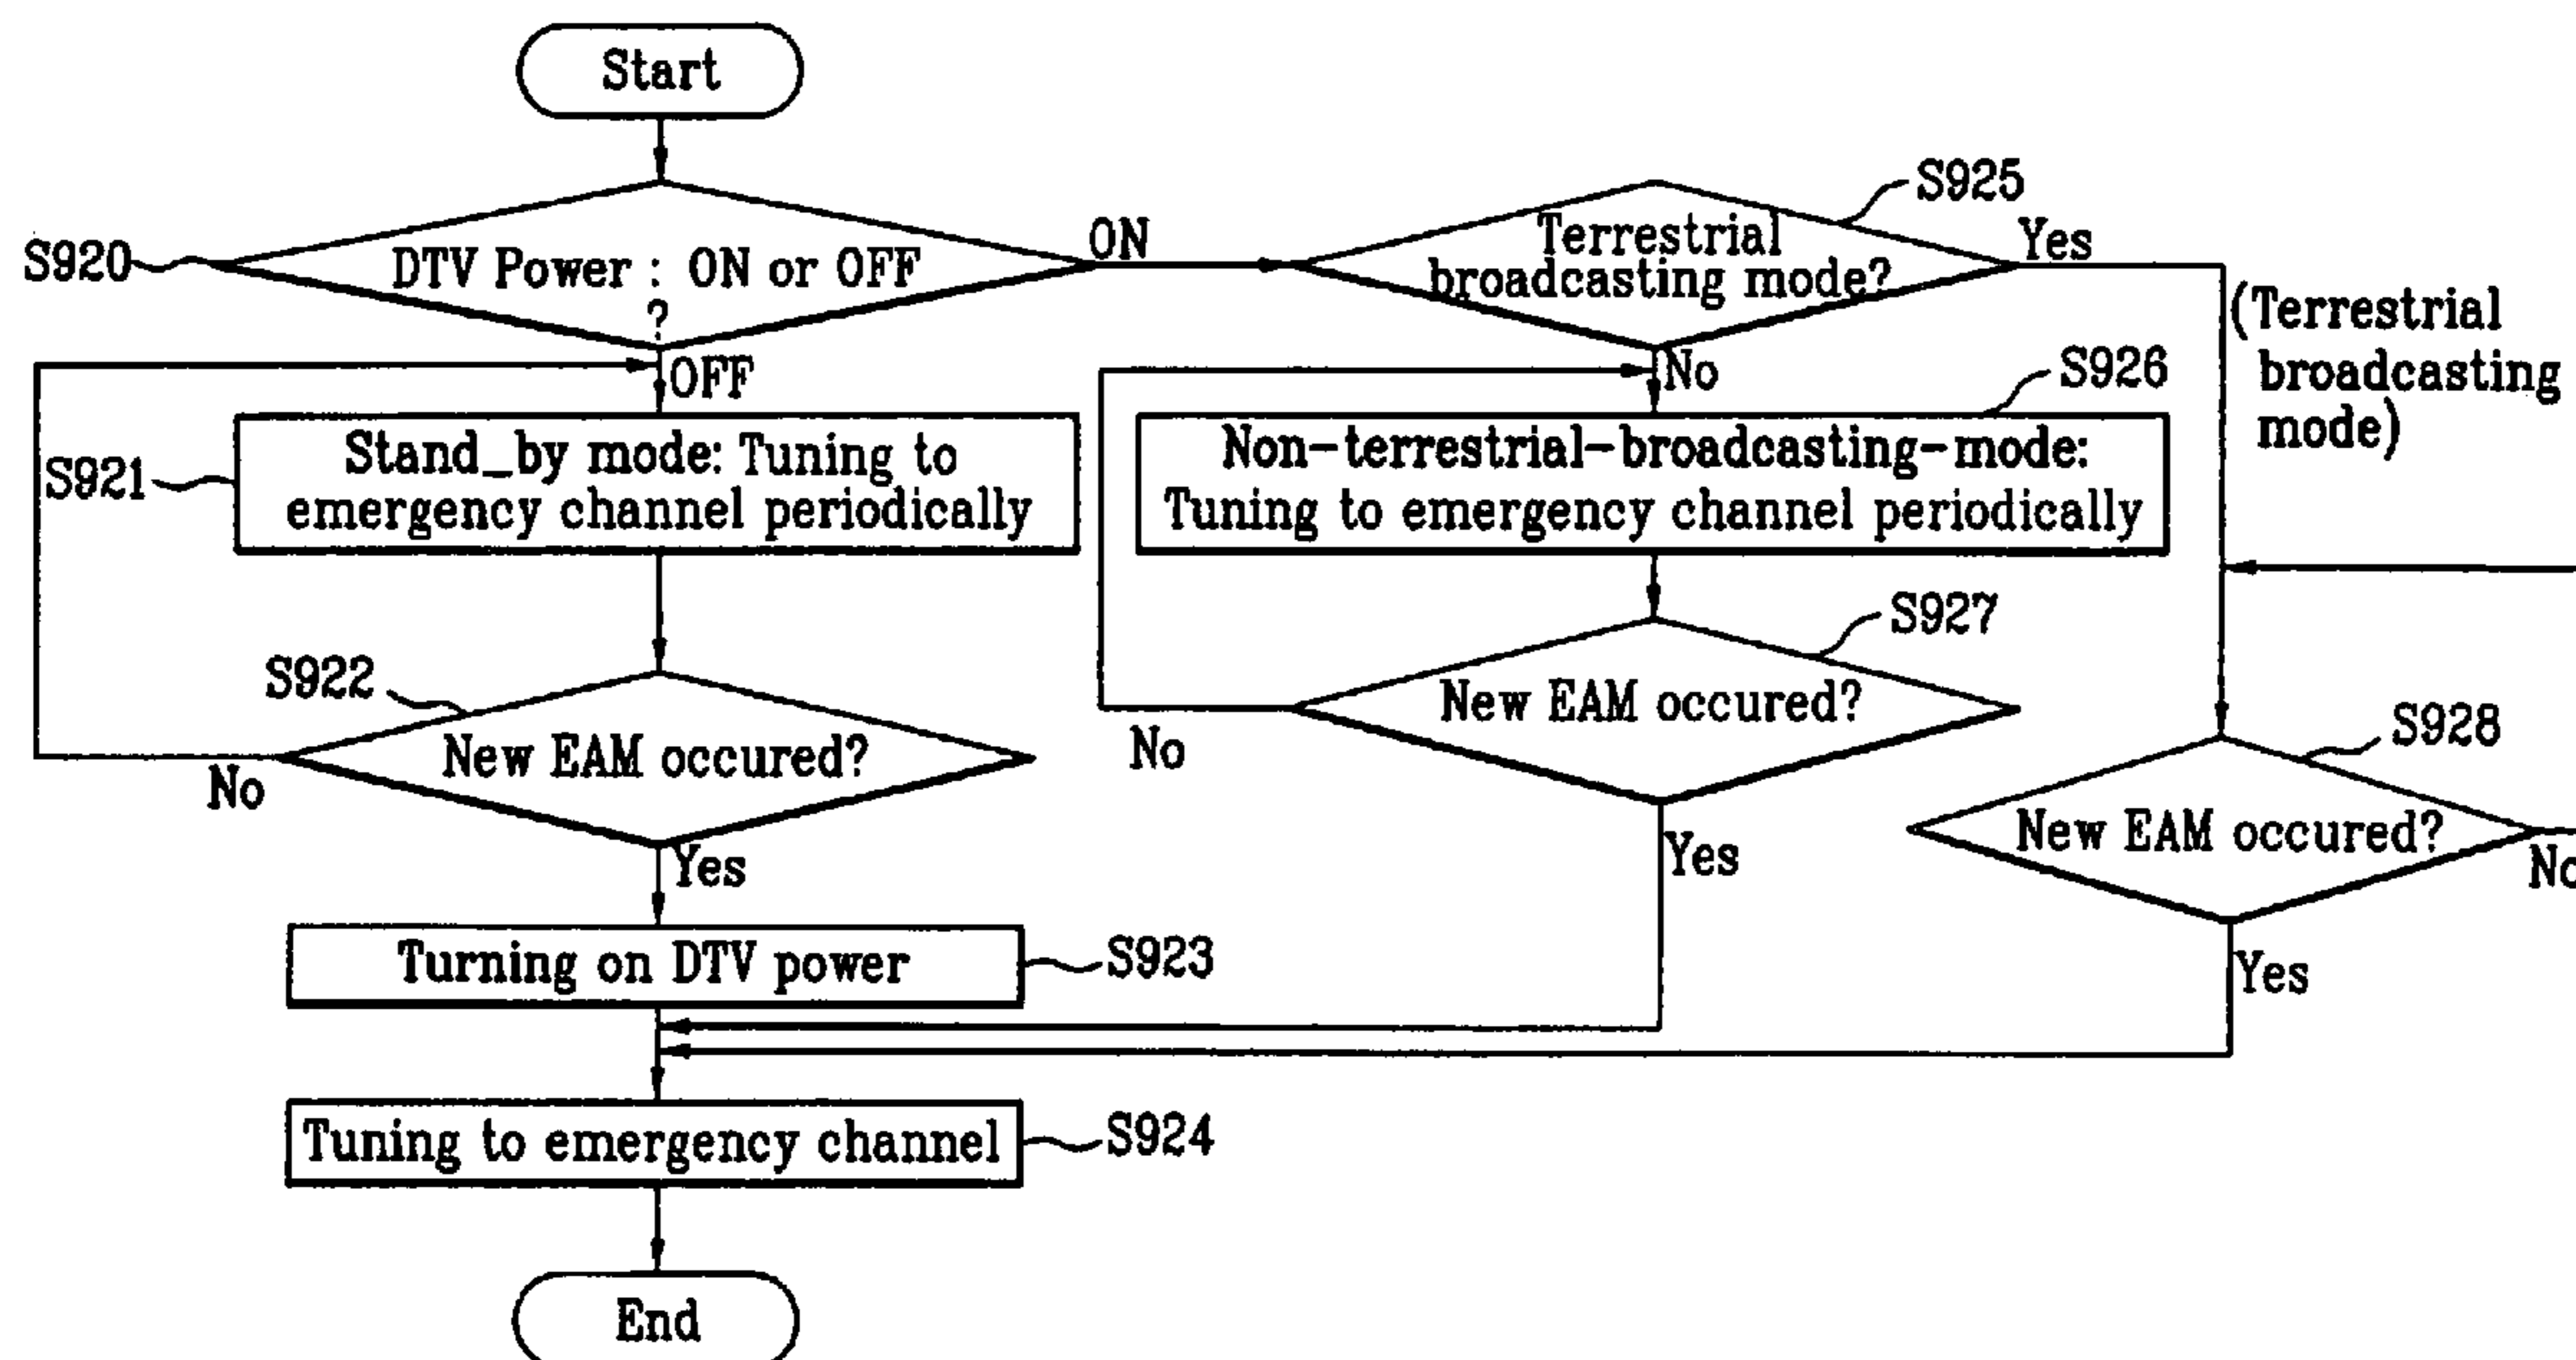 Start
S920
DTV Power : ON or OFF
?
ON
OFF
Terrestrial
broadcasting mode?
S925
Yes
(Terrestrial
broadcasting
mode)
No
S926
Non-terrestrial-broadcasting-mode:
Tuning to emergency channel periodically
S921
Stand_by mode: Tuning to
emergency channel periodically
S927
New EAM occured?
No
Yes
S922
New EAM occured?
No
Yes
S928
New EAM occured?
No
Yes
Turning on DTV power
S923
Tuning to emergency channel
S924
End